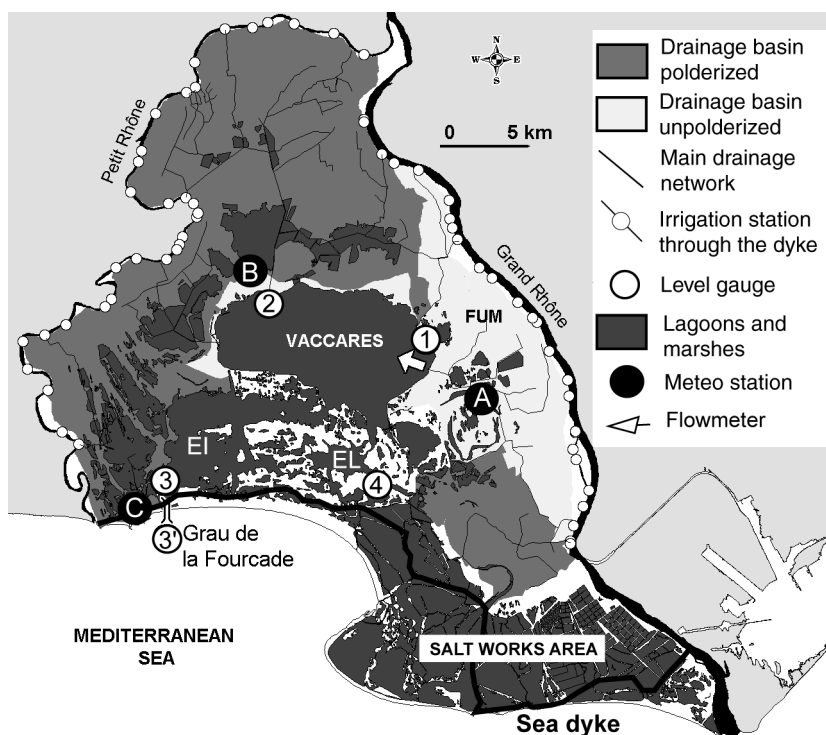 N
W E
S
0 5 km
Petit Rhône
Grand Rhône
B
2
VACCARES
1
FUM
A
EI
EL
4
3
C
3'
Grau de
la Fourcade
MEDITERRANEAN
SEA
SALT WORKS AREA
Sea dyke
Drainage basin
polderized
Drainage basin
unpolderized
Main drainage
network
Irrigation station
through the dyke
Level gauge
Lagoons and
marshes
Meteo station
Flowmeter